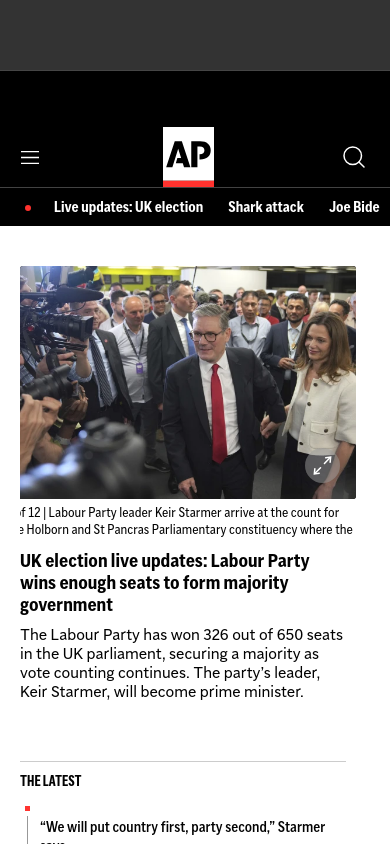 AP
Live updates: UK election Shark attack Joe Bide
of 12 | Labour Party leader Keir Starmer arrive at the count for
e Holborn and St Pancras Parliamentary constituency where the
UK election live updates: Labour Party
wins enough seats to form majority
government
The Labour Party has won 326 out of 650 seats
in the UK parliament, securing a majority as
vote counting continues. The party’s leader,
Keir Starmer, will become prime minister.
THE LATEST
“We will put country first, party second,” Starmer